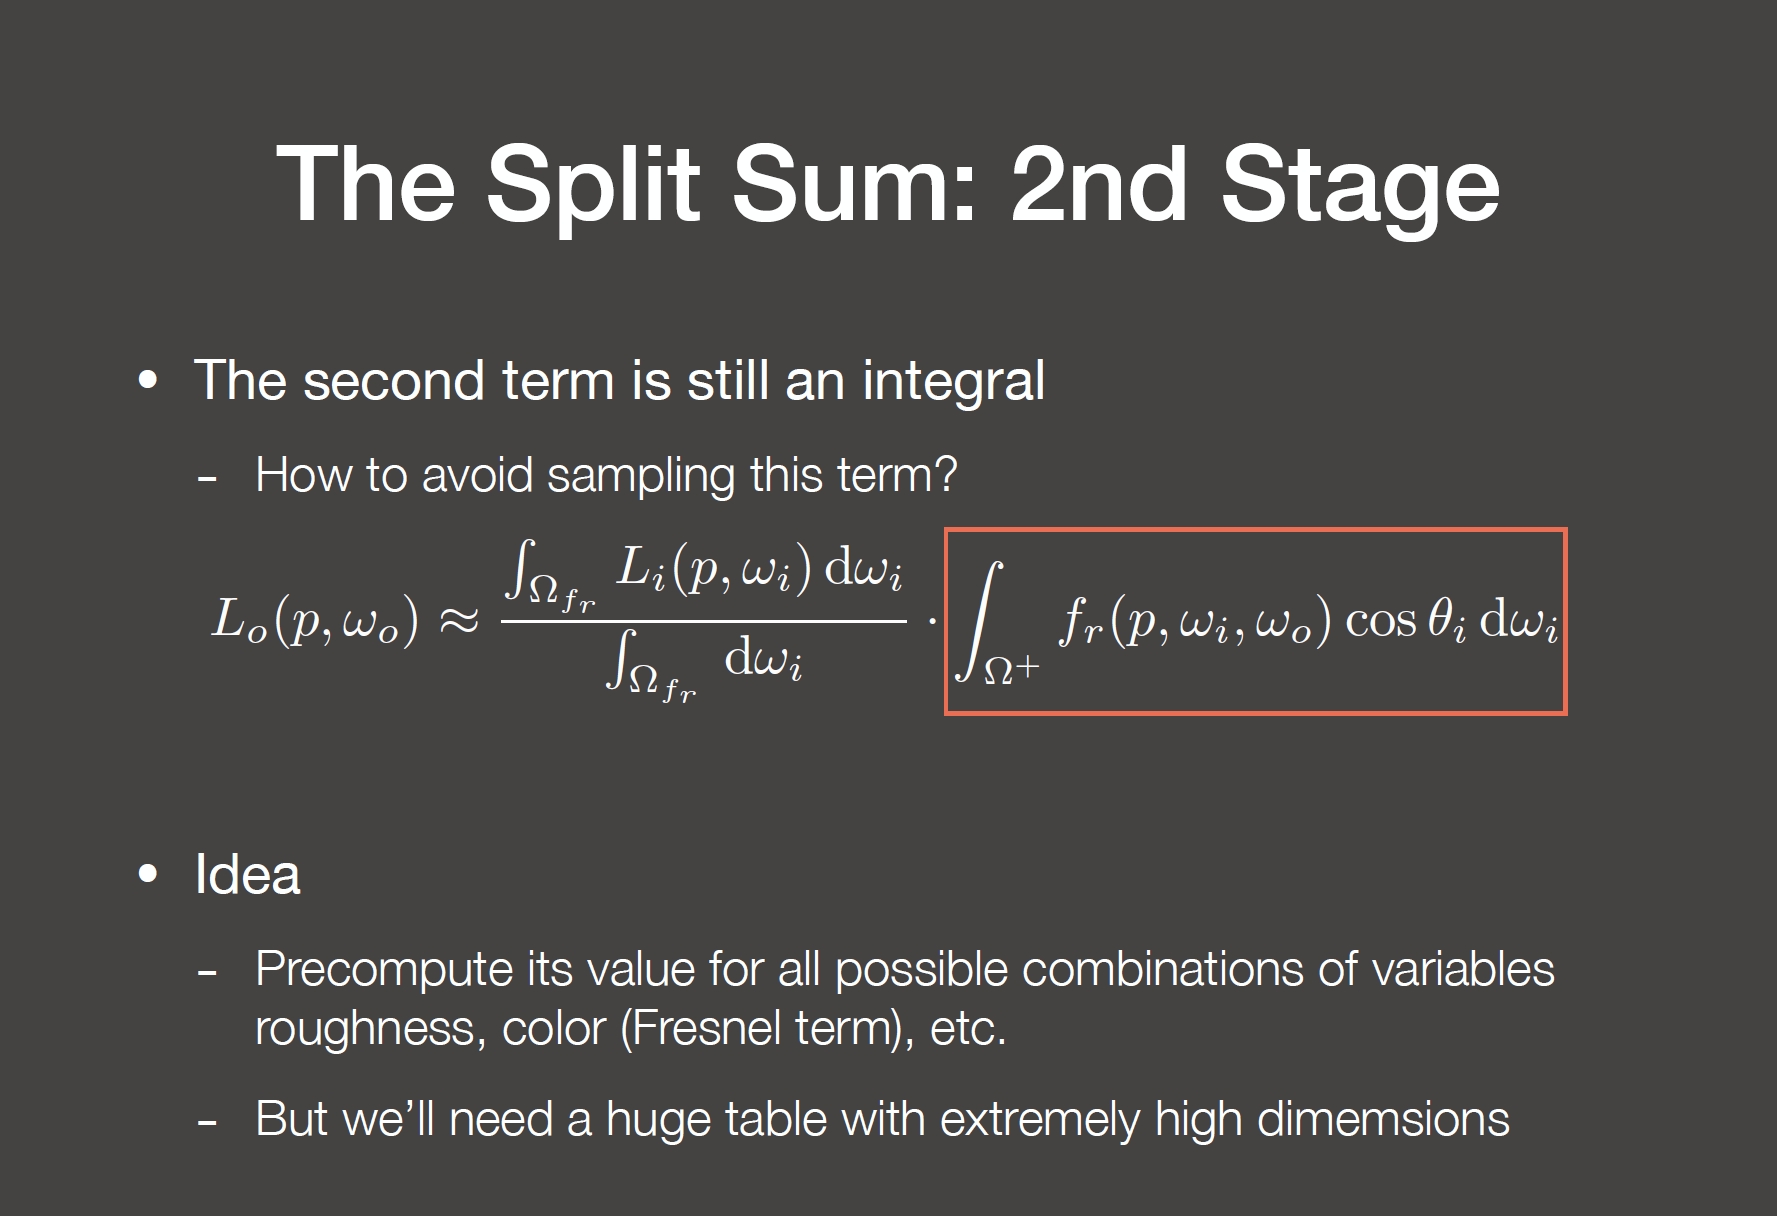 The Split Sum: 2nd Stage
• The second term is still an integral
- How to avoid sampling this term?
$L_o(p, \omega_o) \approx \frac{\int_{\Omega_{f_r}} L_i(p, \omega_i) \, \mathrm{d}\omega_i}{\int_{\Omega_{f_r}} \mathrm{d}\omega_i} \cdot \int_{\Omega^+} f_r(p, \omega_i, \omega_o) \cos \theta_i \, \mathrm{d}\omega_i$
• Idea
- Precompute its value for all possible combinations of variables
roughness, color (Fresnel term), etc.
- But we’ll need a huge table with extremely high dimemsions